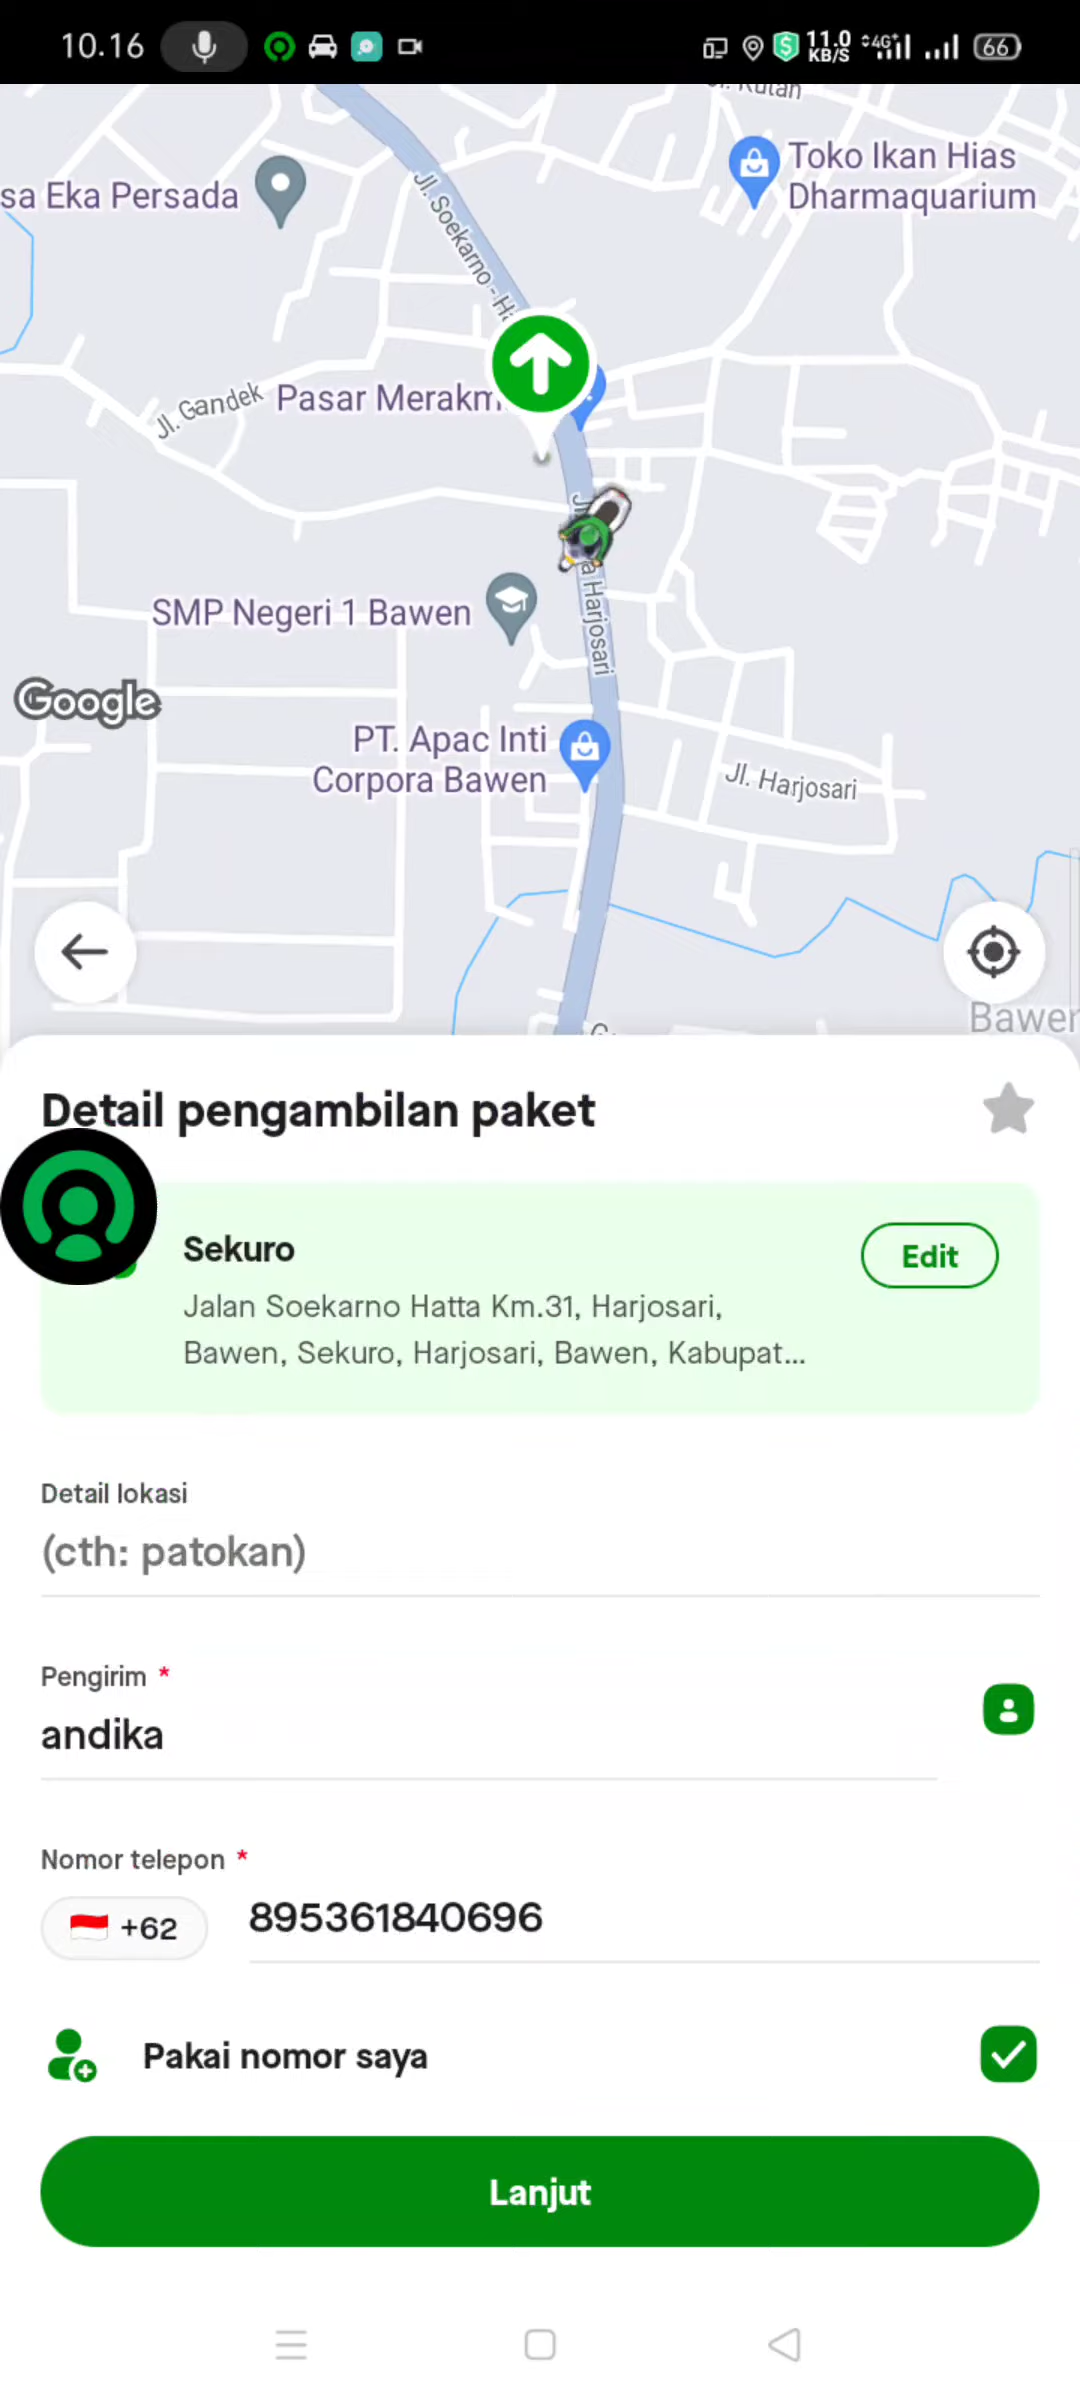 10.16
11.0
KB/S
4G+
66
sa Eka Persada
Toko Ikan Hias
Dharmaquarium
Jl. Soekarno - Ha
Jl. Gandek
Pasar Merakm
SMP Negeri 1 Bawen
a Harjosari
Google
PT. Apac Inti
Corpora Bawen
Jl. Harjosari
Bawen
Detail pengambilan paket
Sekuro
Edit
Jalan Soekarno Hatta Km.31, Harjosari,
Bawen, Sekuro, Harjosari, Bawen, Kabupat...
Detail lokasi
(cth: patokan)
Pengirim *
andika
Nomor telepon *
+62
895361840696
Pakai nomor saya
Lanjut